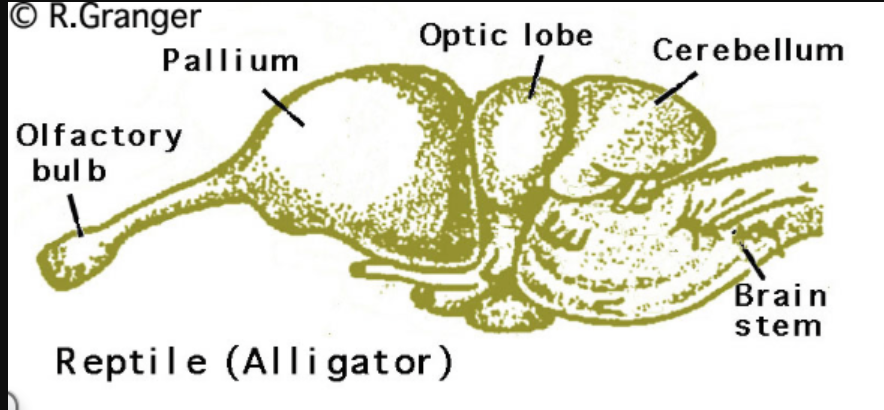 © R.Granger
Pallium
Optic lobe
Cerebellum
Olfactory
bulb
Brain
stem
Reptile (Alligator)